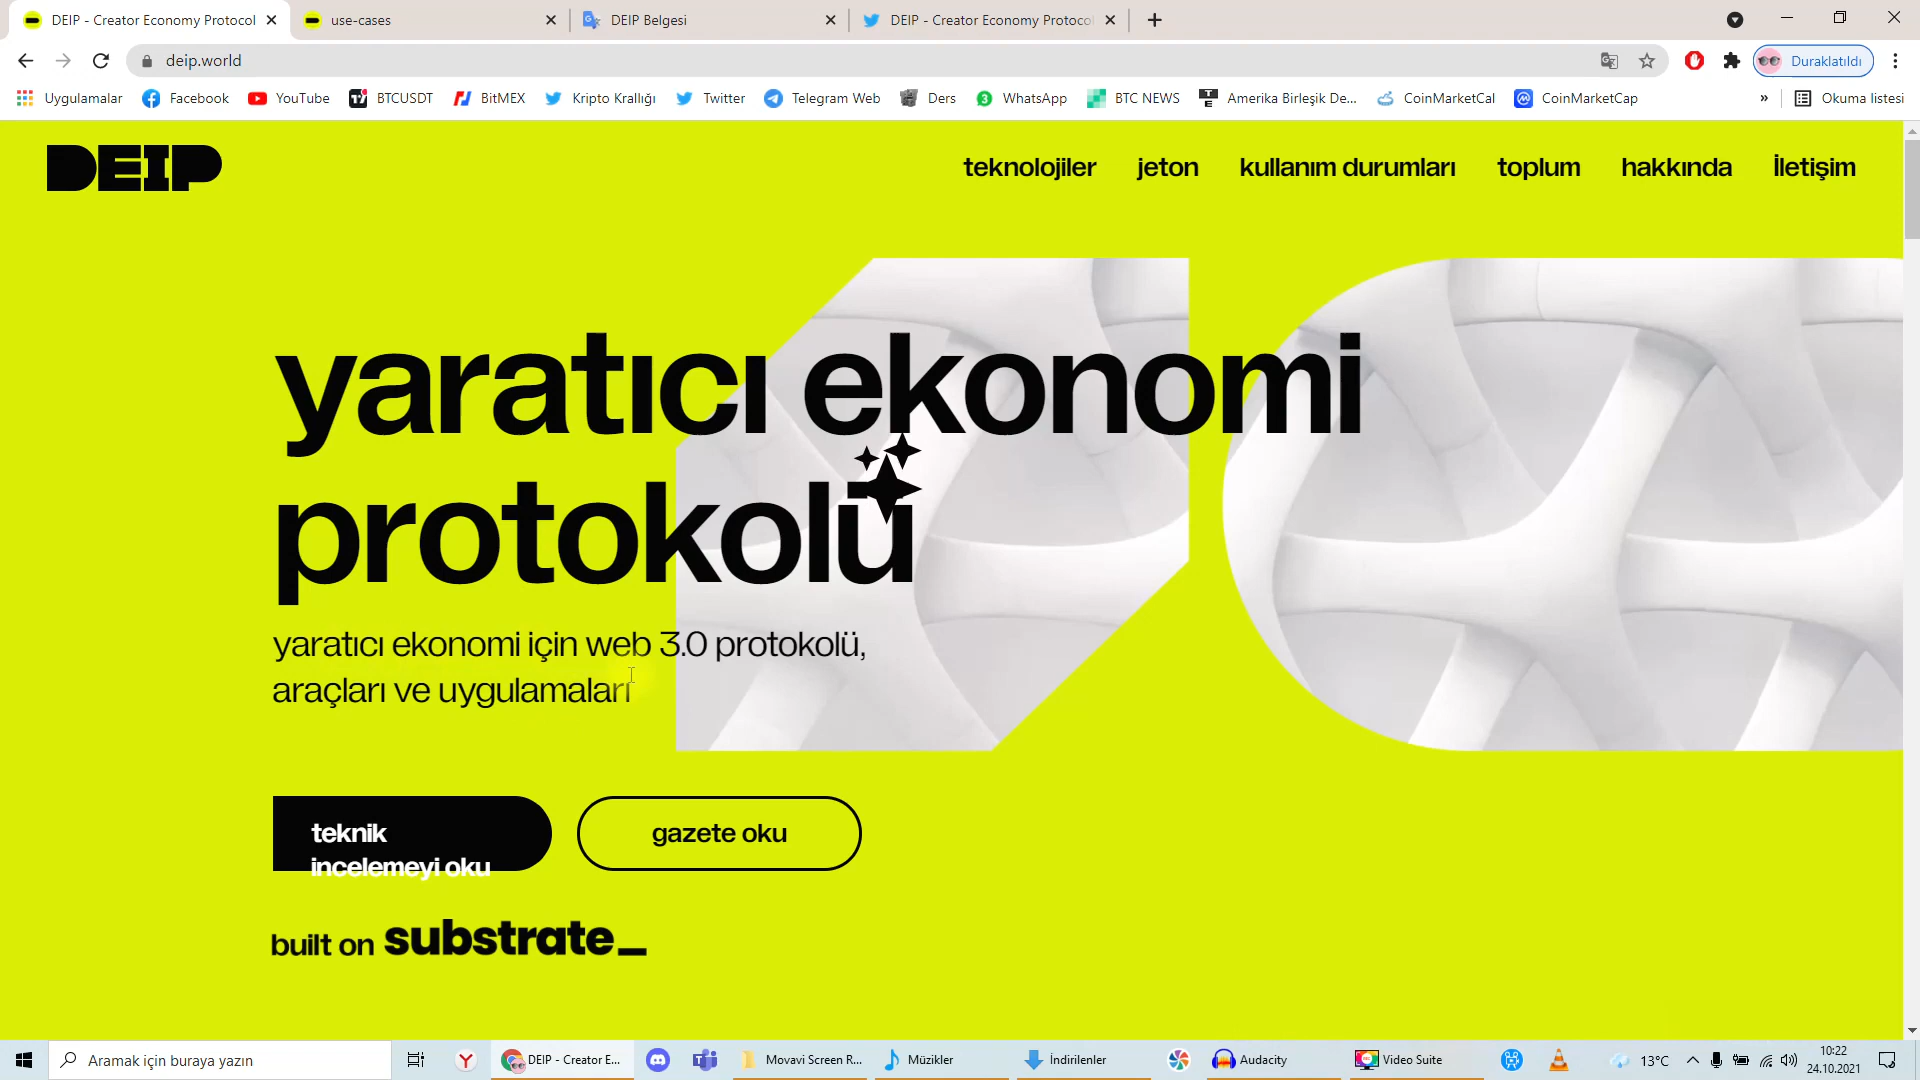 DEIP - Creator Economy Protocol
use-cases
DEIP Belgesi
DEIP - Creator Economy Protocol
deip.world
Duraklatıldı
Uygulamalar
Facebook
YouTube
BTCUSDT
BitMEX
Kripto Krallığı
Twitter
Telegram Web
Ders
WhatsApp
BTC NEWS
Amerika Birleşik De...
CoinMarketCal
CoinMarketCap
»
Okuma listesi
DEIP
teknolojiler
jeton
kullanım durumları
toplum
hakkında
İletişim
yaratıcı ekonomi
protokolü
yaratıcı ekonomi için web 3.0 protokolü,
araçları ve uygulamaları
teknik
incelemeyi oku
gazete oku
built on substrate_
Aramak için buraya yazın
DEIP - Creator E...
Movavi Screen R...
Müzikler
İndirilenler
Audacity
Video Suite
13°C
10:22
24.10.2021